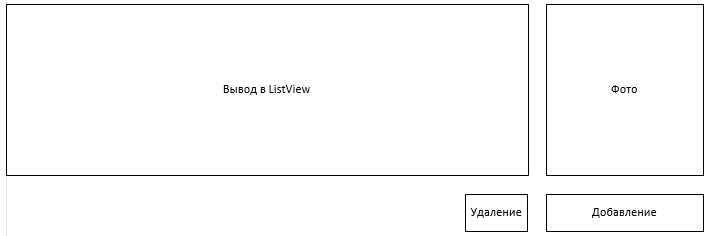 Вывод в ListView
Фото
Удаление
Добавление